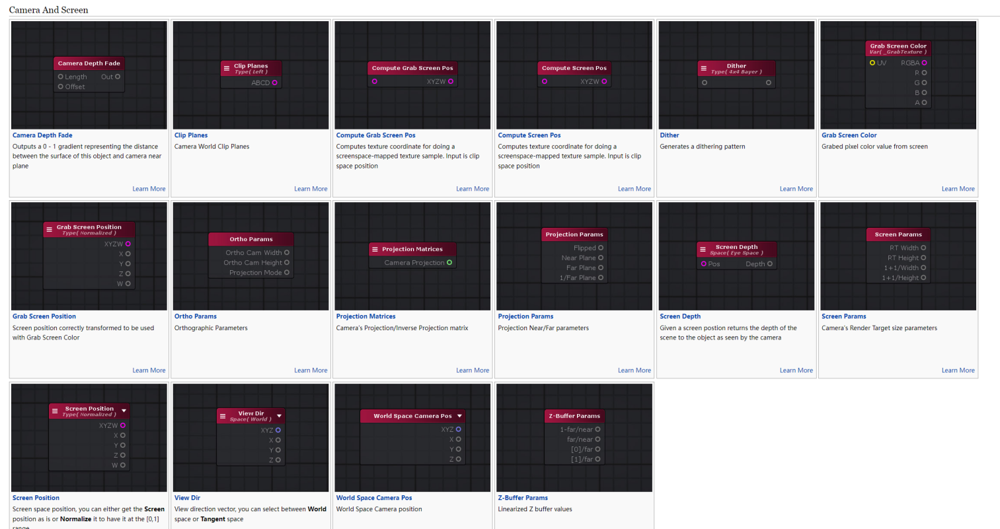 Camera And Screen
Camera Depth Fade
Length Out
Offset
Camera Depth Fade
Outputs a 0 - 1 gradient representing the distance
between the surface of this object and camera near
plane
Learn More
Clip Planes
Type( Left )
ABCD
Clip Planes
Camera World Clip Planes
Learn More
Compute Grab Screen Pos
XYZW
Compute Grab Screen Pos
Computes texture coordinate for doing a
screenspace-mapped texture sample. Input is clip
space position
Learn More
Compute Screen Pos
XYZW
Compute Screen Pos
Computes texture coordinate for doing a
screenspace-mapped texture sample. Input is clip
space position
Learn More
Dither
Type( 4x4 Bayer )
Dither
Generates a dithering pattern
Learn More
Grab Screen Color
Var( _GrabTexture )
UV RGBA
R
G
B
A
Grab Screen Color
Grabed pixel color value from screen
Learn More
Grab Screen Position
Type( Normalized )
XYZW
X
Y
Z
W
Grab Screen Position
Screen position correctly transformed to be used
with Grab Screen Color
Learn More
Ortho Params
Ortho Cam Width
Ortho Cam Height
Projection Mode
Ortho Params
Orthographic Parameters
Learn More
Projection Matrices
Camera Projection
Projection Matrices
Camera's Projection/Inverse Projection matrix
Learn More
Projection Params
Flipped
Near Plane
Far Plane
1/Far Plane
Projection Params
Projection Near/Far parameters
Learn More
Screen Depth
Space( Eye Space )
Pos Depth
Screen Depth
Given a screen postion returns the depth of the
scene to the object as seen by the camera
Learn More
Screen Params
RT Width
RT Height
1+1/Width
1+1/Height
Screen Params
Camera's Render Target size parameters
Learn More
Screen Position
Type( Normalized )
XYZW
X
Y
Z
W
Screen Position
Screen space position, you can either get the Screen
position as is or Normalize it to have it at the [0,1]
range
View Dir
Space( World )
XYZ
X
Y
Z
View Dir
View direction vector, you can select between World
space or Tangent space
World Space Camera Pos
XYZ
X
Y
Z
World Space Camera Pos
World Space Camera position
Z-Buffer Params
1-far/near
far/near
[0]/far
[1]/far
Z-Buffer Params
Linearized Z buffer values